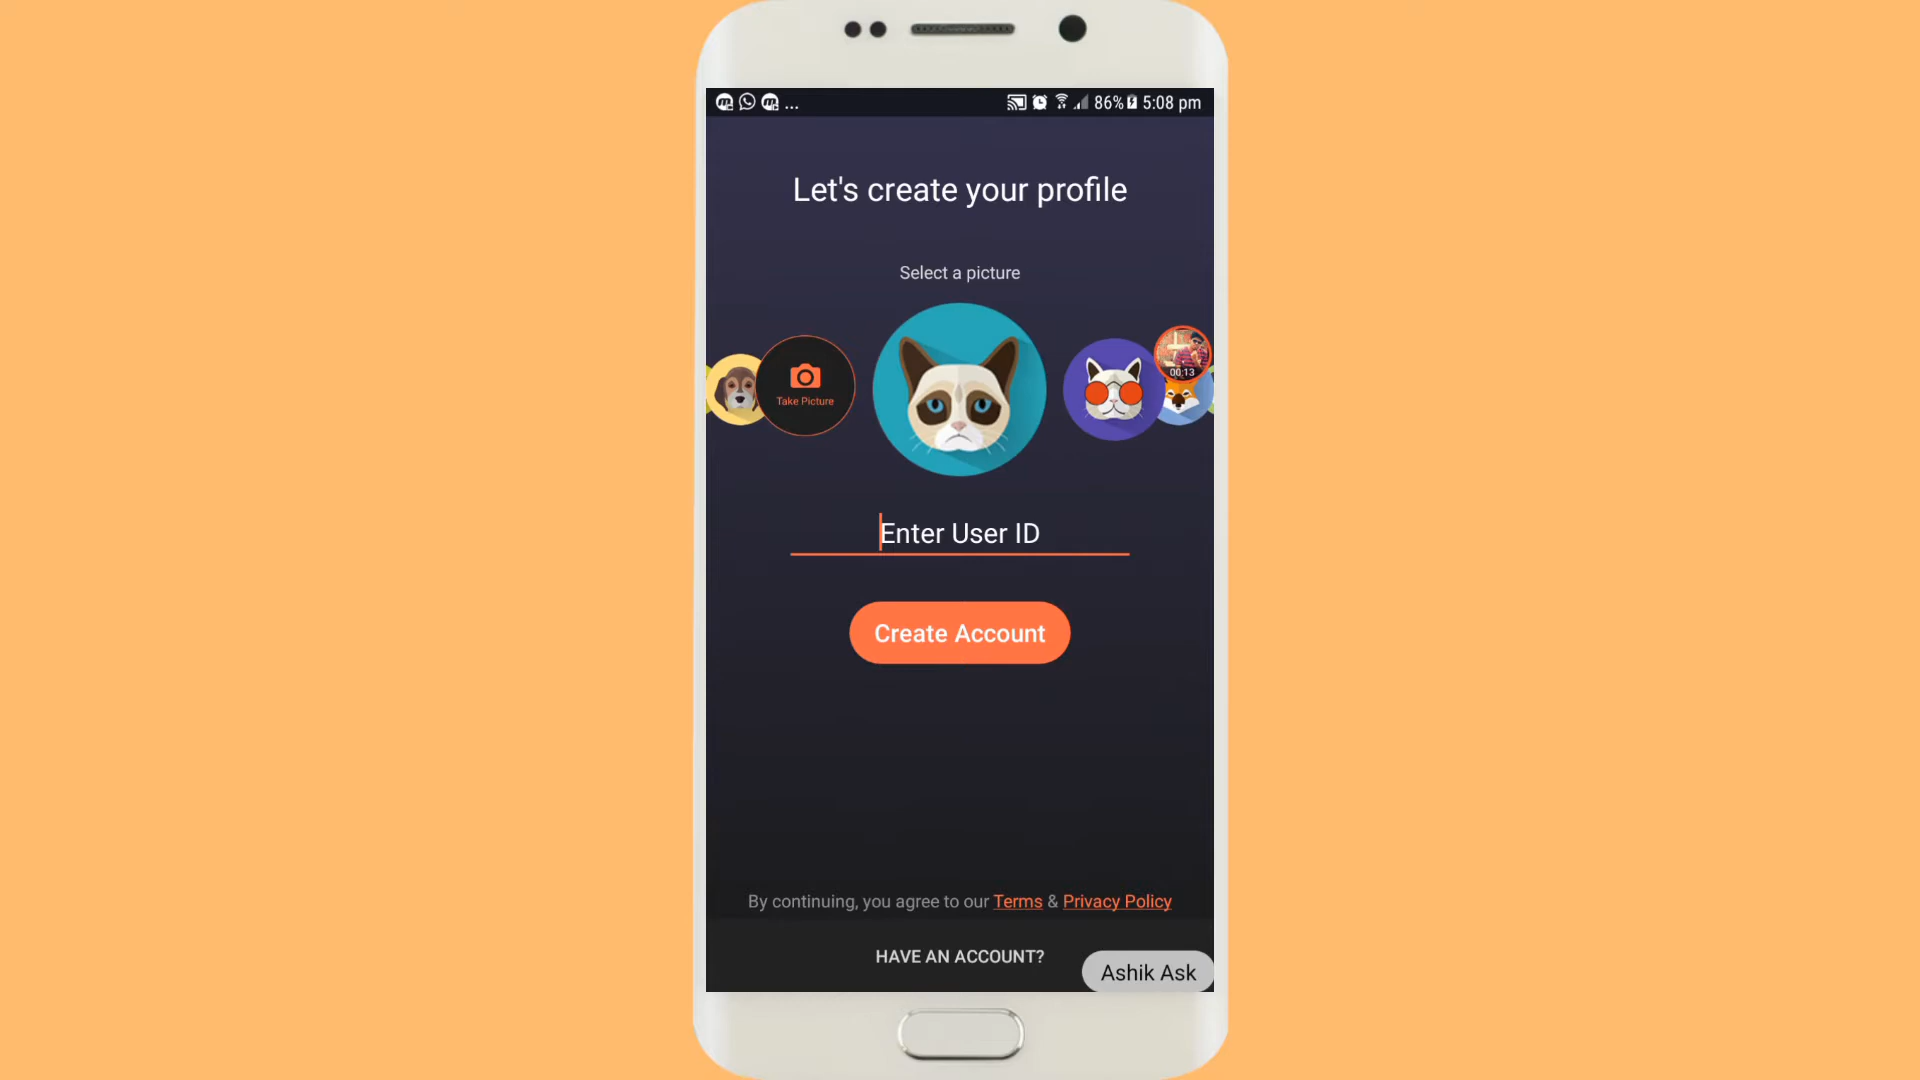 ... 86% 5:08 pm
Let's create your profile
Select a picture
Take Picture
00:13
Enter User ID
Create Account
By continuing, you agree to our Terms & Privacy Policy
HAVE AN ACCOUNT?
Ashik Ask